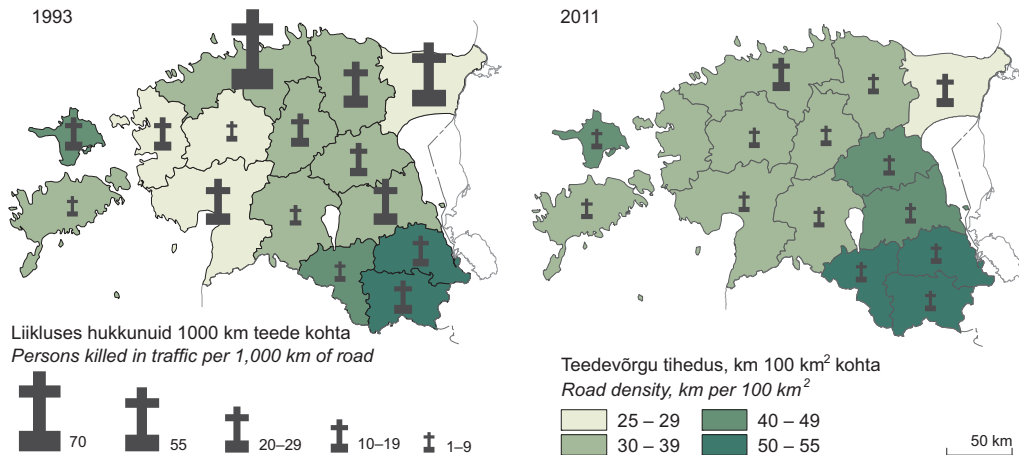 1993
2011
Liikluses hukkunuid 1000 km teede kohta
Persons killed in traffic per 1,000 km of road
70
55
20 – 29
10 – 19
1 – 9
Teedevõrgu tihedus, km 100 km² kohta
Road density, km per 100 km²
25 – 29
40 – 49
30 – 39
50 – 55
50 km